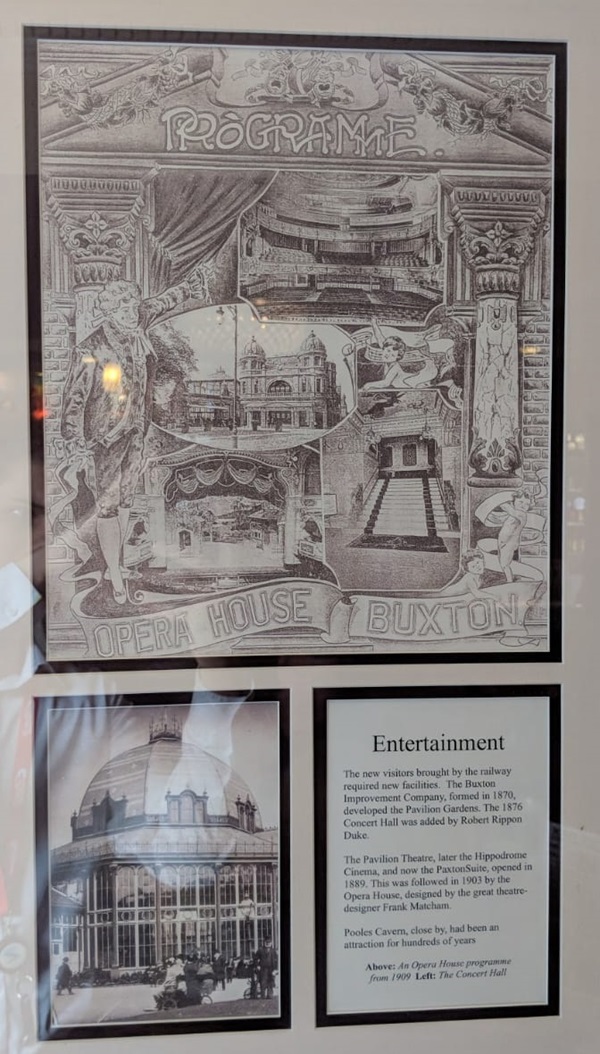 PROGRAMME.
OPERA HOUSE BUXTON
Entertainment
The new visitors brought by the railway
required new facilities. The Buxton
Improvement Company, formed in 1870,
developed the Pavilion Gardens. The 1876
Concert Hall was added by Robert Rippon
Duke.
The Pavilion Theatre, later the Hippodrome
Cinema, and now the PaxtonSuite, opened in
1889. This was followed in 1903 by the
Opera House, designed by the great theatre-
designer Frank Matcham.
Pooles Cavern, close by, had been an
attraction for hundreds of years
Above: An Opera House programme
from 1909 Left: The Concert Hall